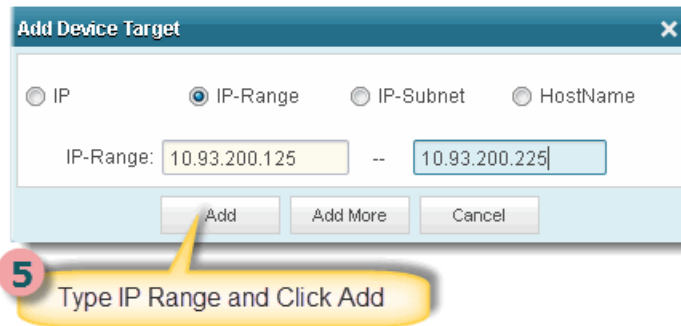 Add Device Target
IP IP-Range IP-Subnet HostName
IP-Range: 10.93.200.125 -- 10.93.200.225
Add Add More Cancel
5
Type IP Range and Click Add